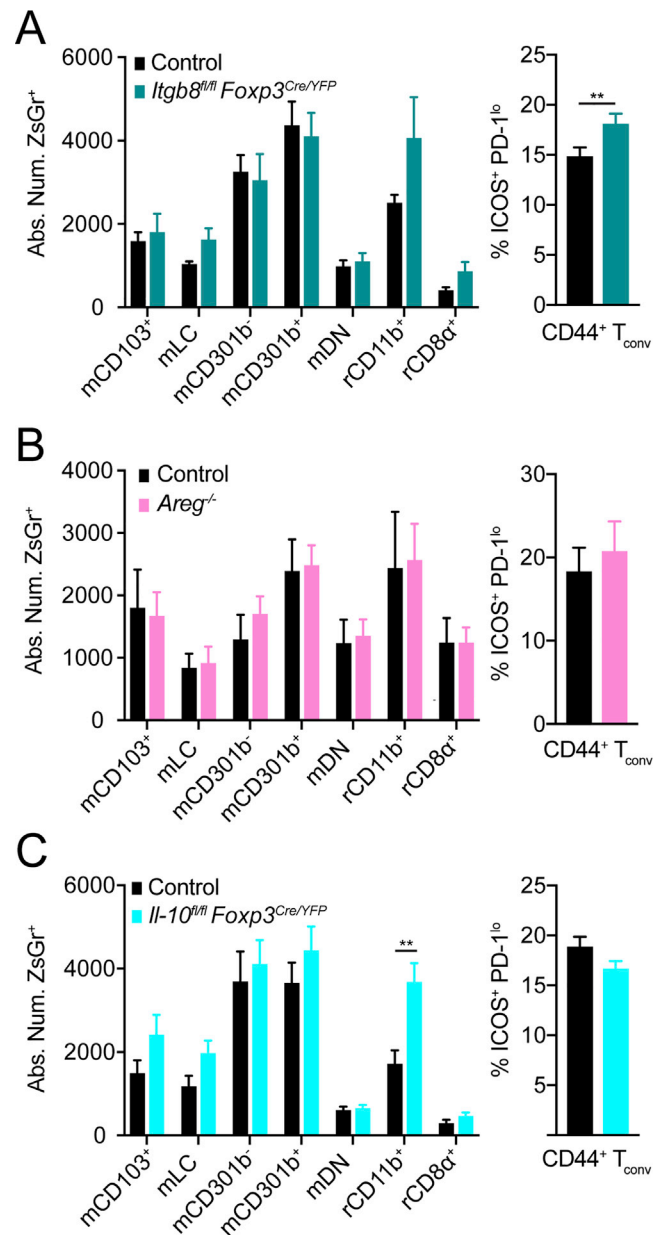 A
Control
Itgb8fl/fl Foxp3Cre/YFP
Abs. Num. ZsGr+
6000
4000
2000
0
mCD103+
mLC
mCD301b-
mCD301b+
mDN
rCD11b+
rCD8α+
% ICOS+ PD-1lo
25
20
15
10
5
0
**
CD44+ Tconv
B
Control
Areg-/-
Abs. Num. ZsGr+
4000
3000
2000
1000
0
mCD103+
mLC
mCD301b-
mCD301b+
mDN
rCD11b+
rCD8α+
% ICOS+ PD-1lo
30
20
10
0
CD44+ Tconv
C
Control
Il-10fl/fl Foxp3Cre/YFP
Abs. Num. ZsGr+
6000
4000
2000
0
**
mCD103+
mLC
mCD301b-
mCD301b+
mDN
rCD11b+
rCD8α+
% ICOS+ PD-1lo
25
20
15
10
5
CD44+ Tconv